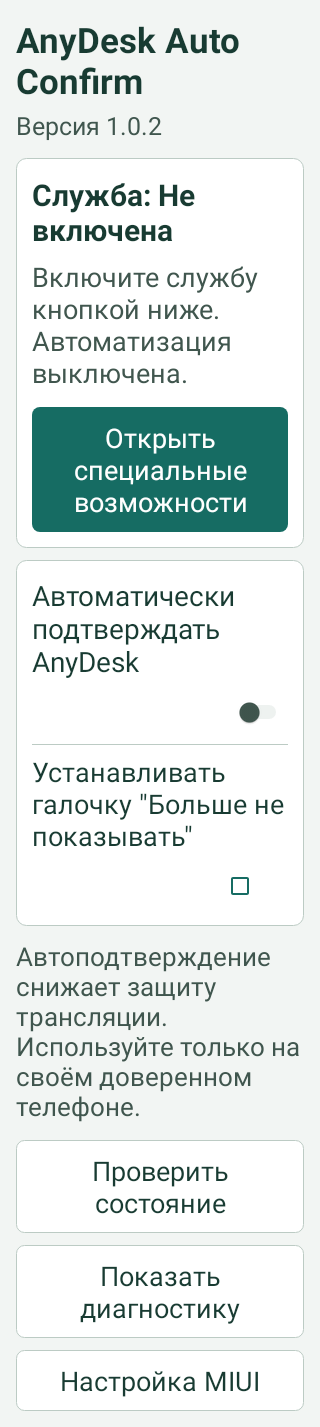 AnyDesk Auto
Confirm
Версия 1.0.2
Служба: Не
включена
Включите службу
кнопкой ниже.
Автоматизация
выключена.
Открыть
специальные
возможности
Автоматически
подтверждать
AnyDesk
Устанавливать
галочку "Больше не
показывать"
Автоподтверждение
снижает защиту
трансляции.
Используйте только на
своём доверенном
телефоне.
Проверить
состояние
Показать
диагностику
Настройка MIUI